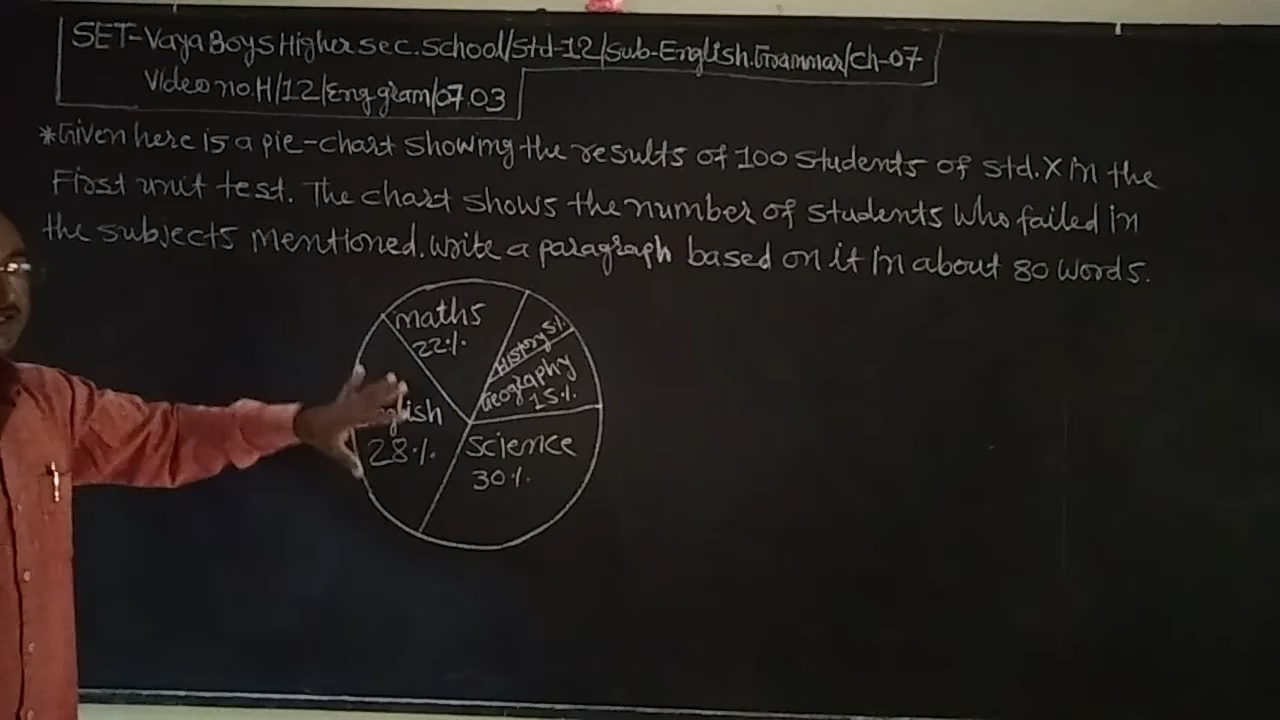 SET-Vaya Boys Higher Sec. School/Std-12/Sub-English.Grammar/Ch-07
Video no.H/12/Eng.gram/07.03
*Given here is a pie-chart showing the results of 100 students of std.X in the
First unit test. The chart shows the number of students who failed in
the subjects mentioned. Write a paragraph based on it in about 80 words.
maths
22%
History 5%
Geography
15%
glish
28%
Science
30%